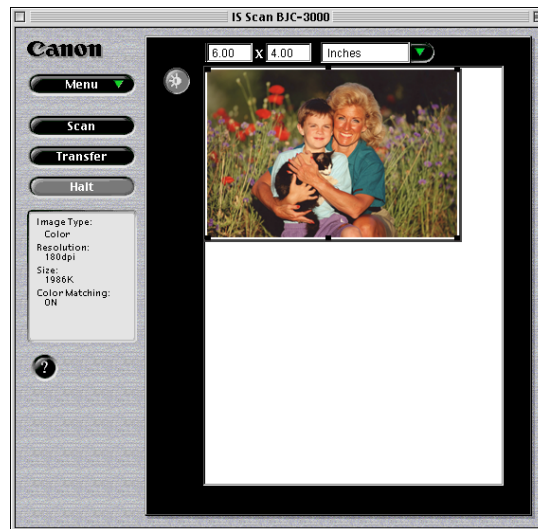 IS Scan BJC-3000
Canon
6.00 x 4.00 Inches
Menu
Scan
Transfer
Halt
Image Type:
Color
Resolution:
180dpi
Size:
1986K
Color Matching:
ON
?